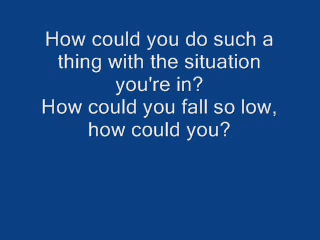 How could you do such a
thing with the situation
you're in?
How could you fall so low,
how could you?